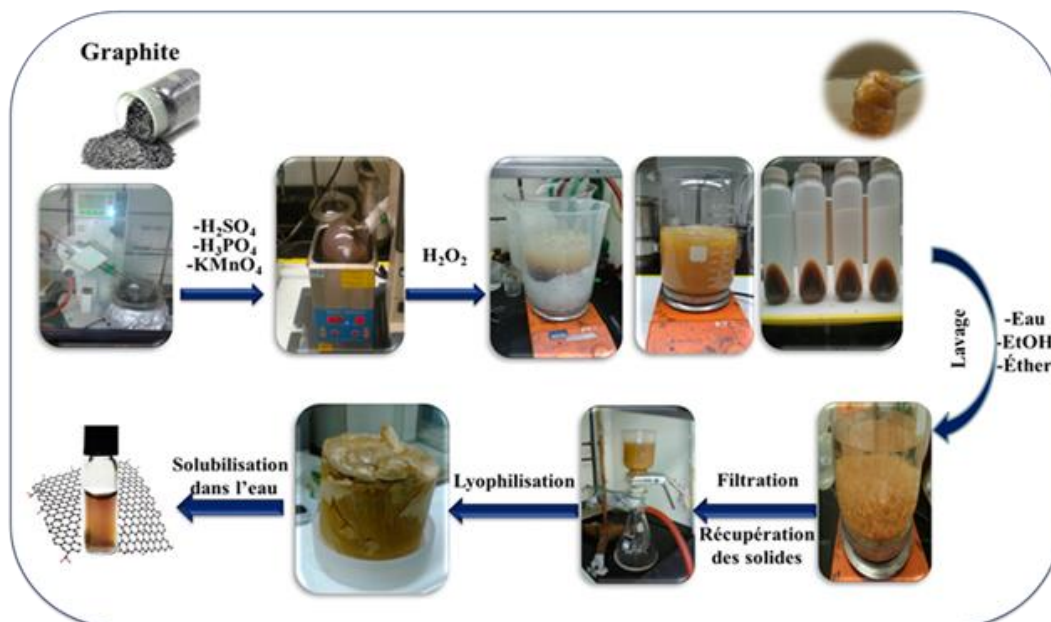 Graphite
-H₂SO₄
-H₃PO₄
-KMnO₄
H₂O₂
Lavage
-Eau
-EtOH
-Éther
Filtration
Récupération
des solides
Lyophilisation
Solubilisation
dans l’eau